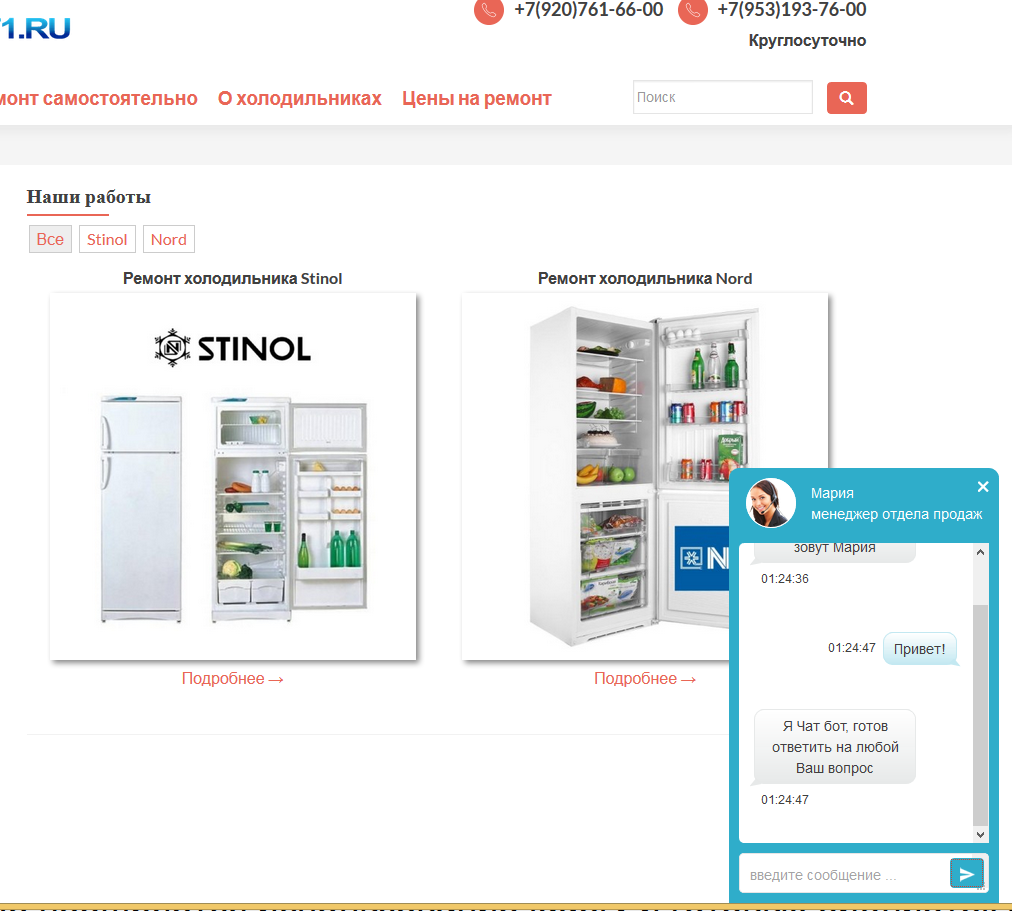 1.RU
+7(920)761-66-00
+7(953)193-76-00
Круглосуточно
монт самостоятельно
О холодильниках
Цены на ремонт
Поиск
Наши работы
Все
Stinol
Nord
Ремонт холодильника Stinol
Ремонт холодильника Nord
STINOL
N
Подробнее →
Подробнее →
Мария
менеджер отдела продаж
зовут Мария
01:24:36
01:24:47
Привет!
Я Чат бот, готов
ответить на любой
Ваш вопрос
01:24:47
введите сообщение ...